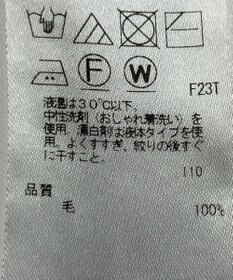 F W F23T
液温は30℃以下。
中性洗剤（おしゃれ着洗い）を
使用。漂白剤は液体タイプを使
用。よくすすぎ、絞りの後すぐ
に干すこと。
110
品質
毛 100%